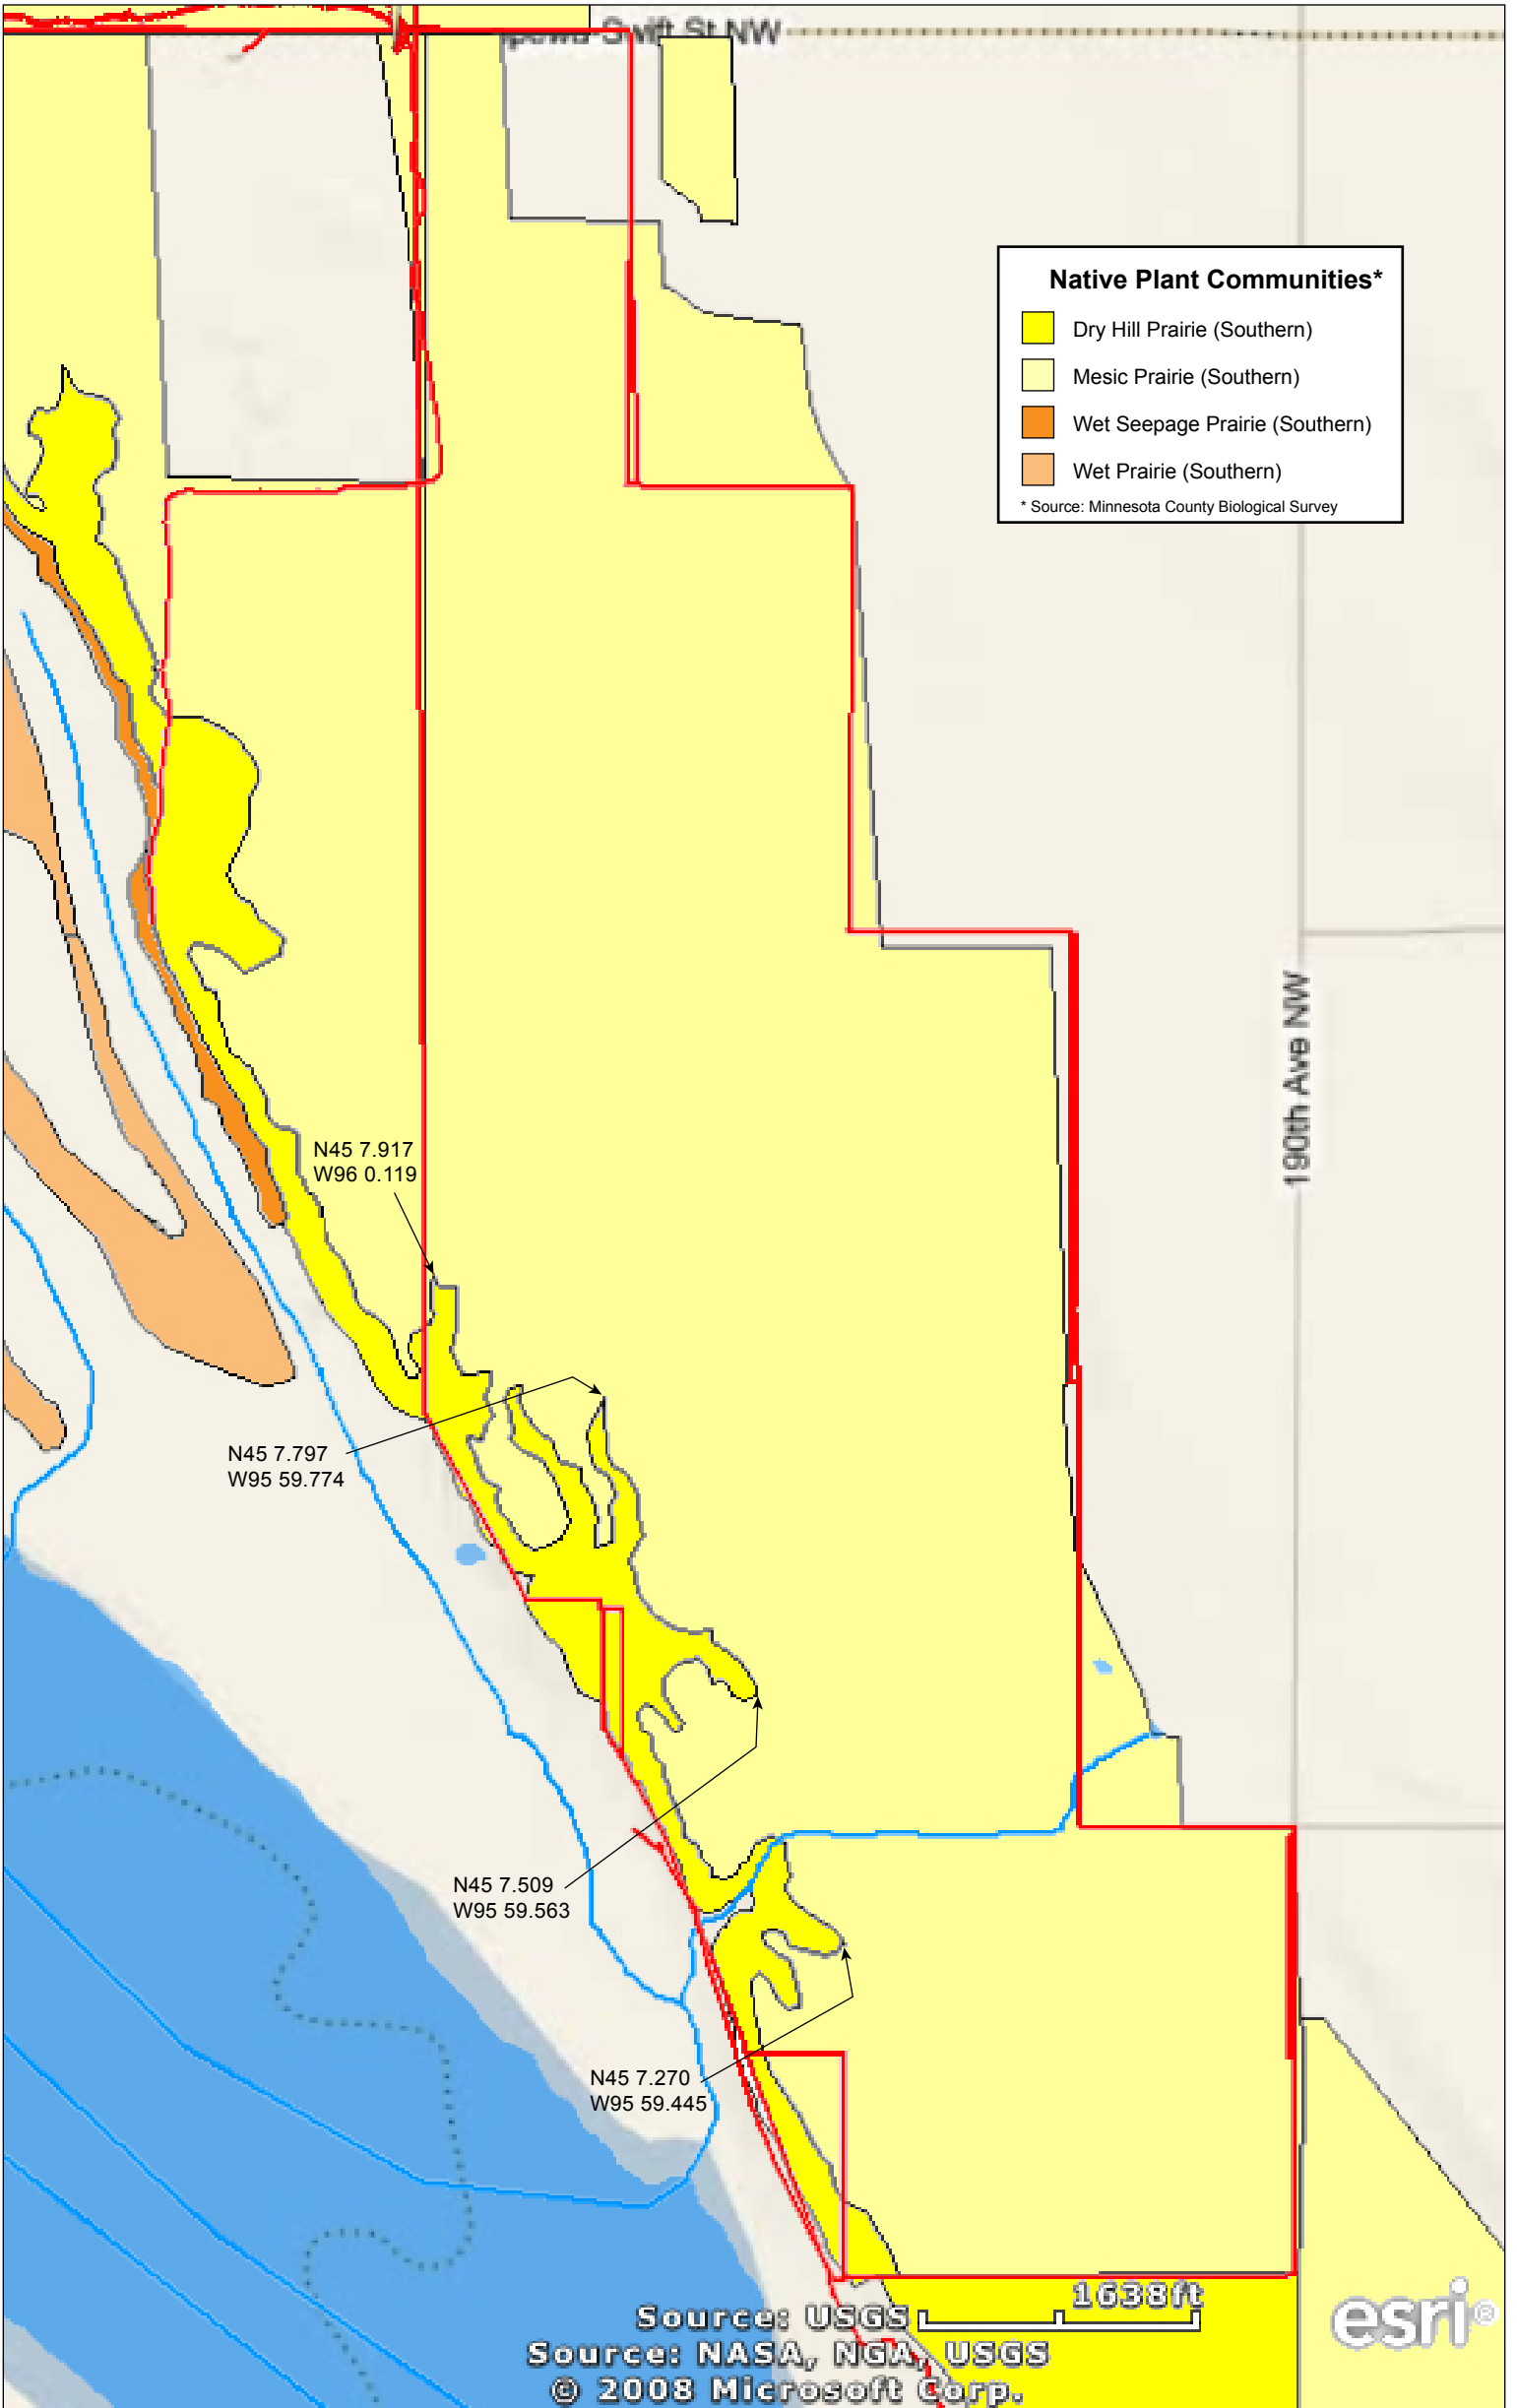 Swift St NW
Native Plant Communities*
Dry Hill Prairie (Southern)
Mesic Prairie (Southern)
Wet Seepage Prairie (Southern)
Wet Prairie (Southern)
* Source: Minnesota County Biological Survey
190th Ave NW
N45 7.917
W96 0.119
N45 7.797
W95 59.774
N45 7.509
W95 59.563
N45 7.270
W95 59.445
1638ft
Source: USGS
Source: NASA, NGA, USGS
© 2008 Microsoft Corp.
esri®